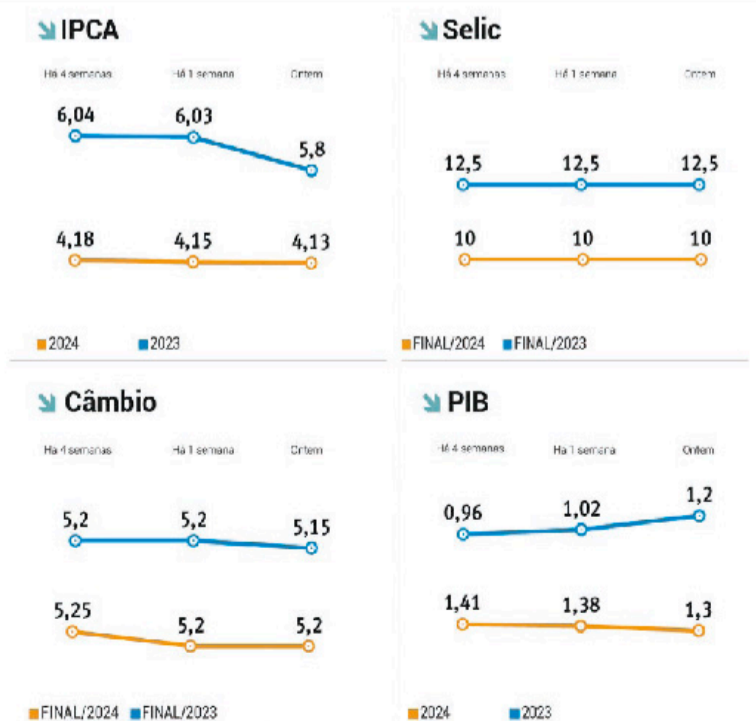 IPCA
Há 4 semanas Há 1 semana Ontem
6,04 6,03 5,8
4,18 4,15 4,13
2024 2023
Selic
Há 4 semanas Há 1 semana Ontem
12,5 12,5 12,5
10 10 10
FINAL/2024 FINAL/2023
Câmbio
Há 4 semanas Há 1 semana Ontem
5,2 5,2 5,15
5,25 5,2 5,2
FINAL/2024 FINAL/2023
PIB
Há 4 semanas Há 1 semana Ontem
0,96 1,02 1,2
1,41 1,38 1,3
2024 2023